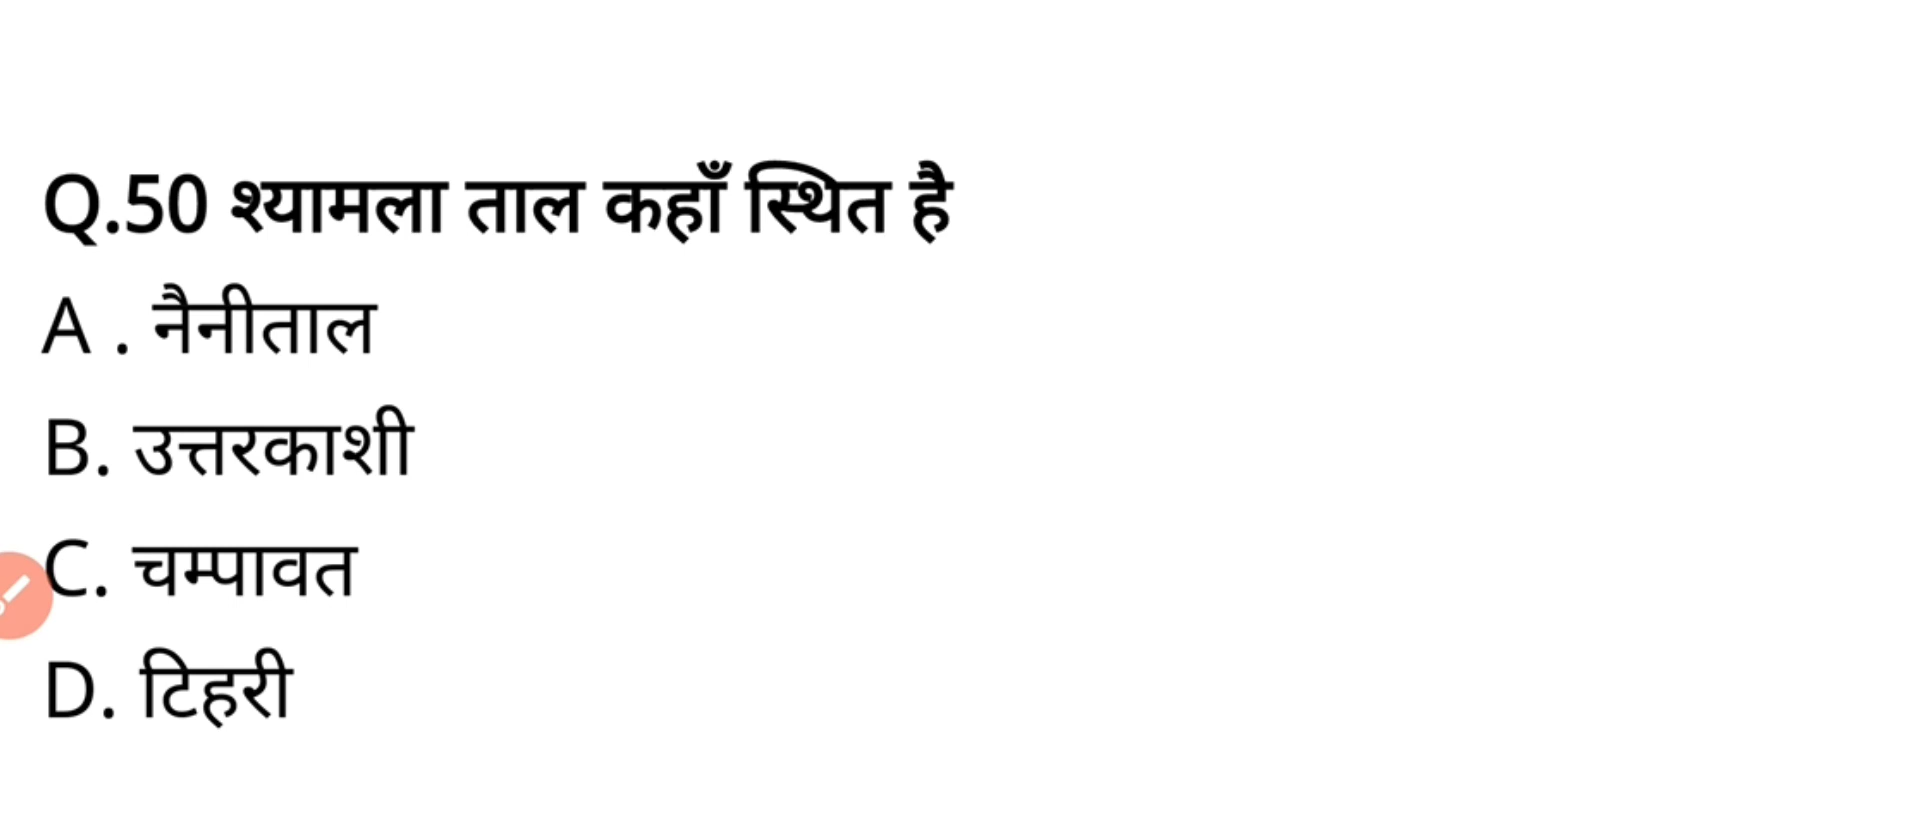 Q.50 श्यामला ताल कहाँ स्थित है
A . नैनीताल
B. उत्तरकाशी
C. चम्पावत
D. टिहरी